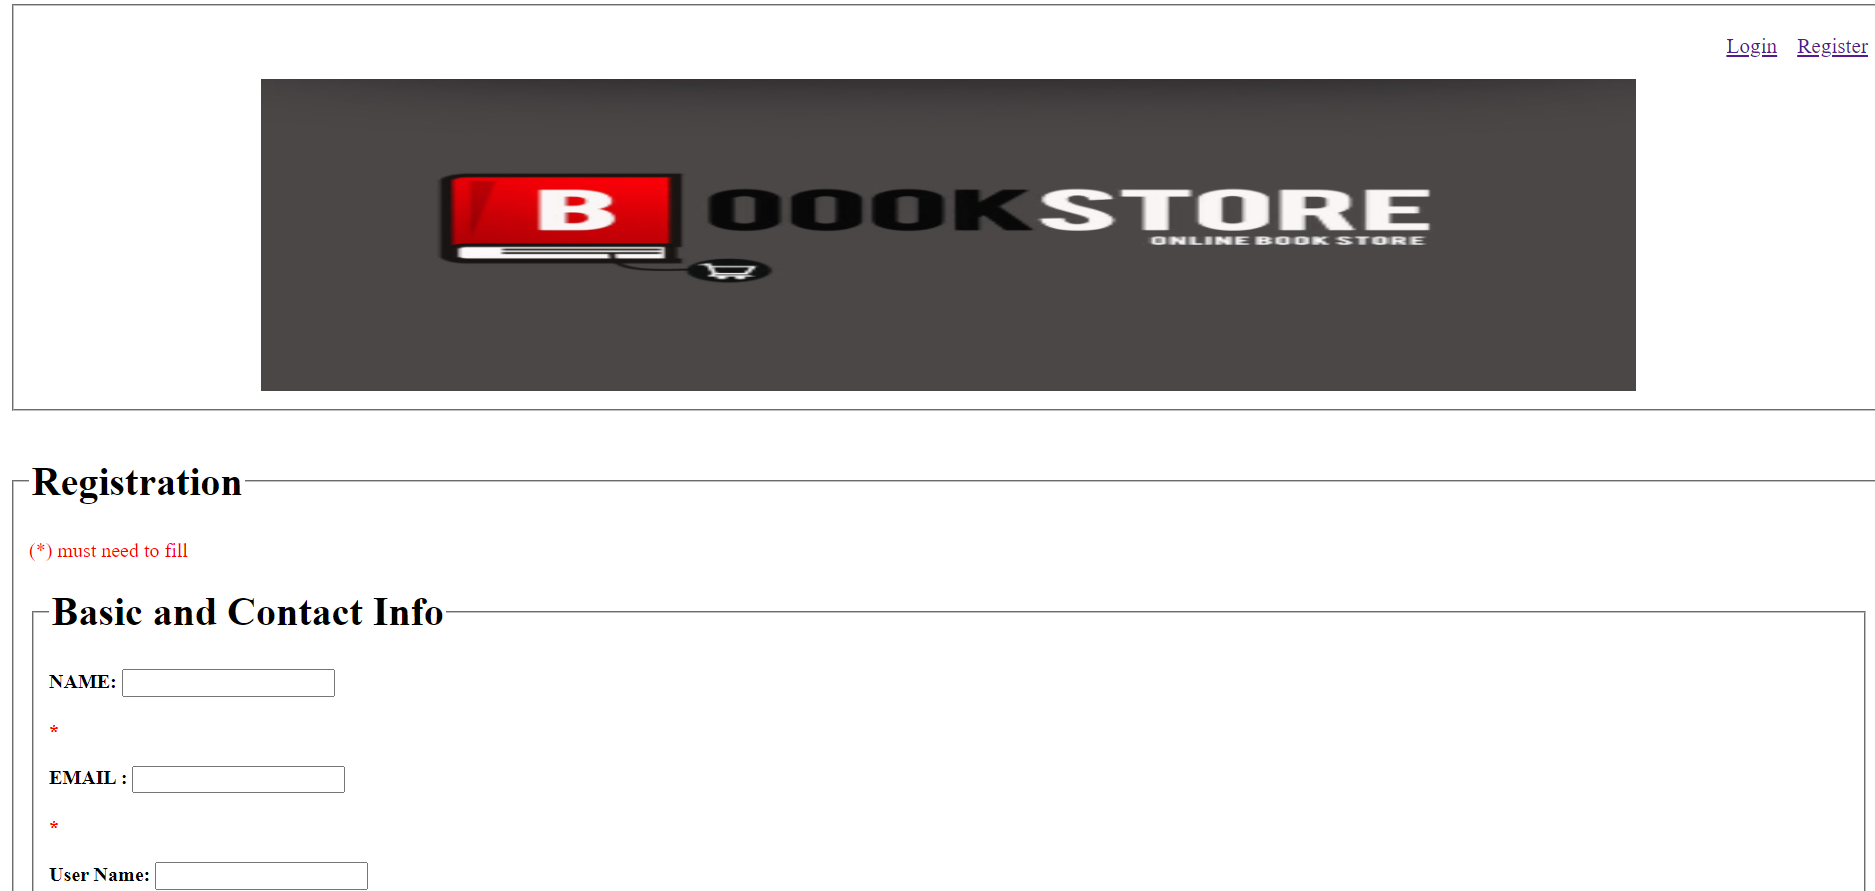 Login Register
B OOOKSTORE
ONLINE BOOK STORE
Registration
(*) must need to fill
Basic and Contact Info
NAME:
*
EMAIL :
*
User Name: